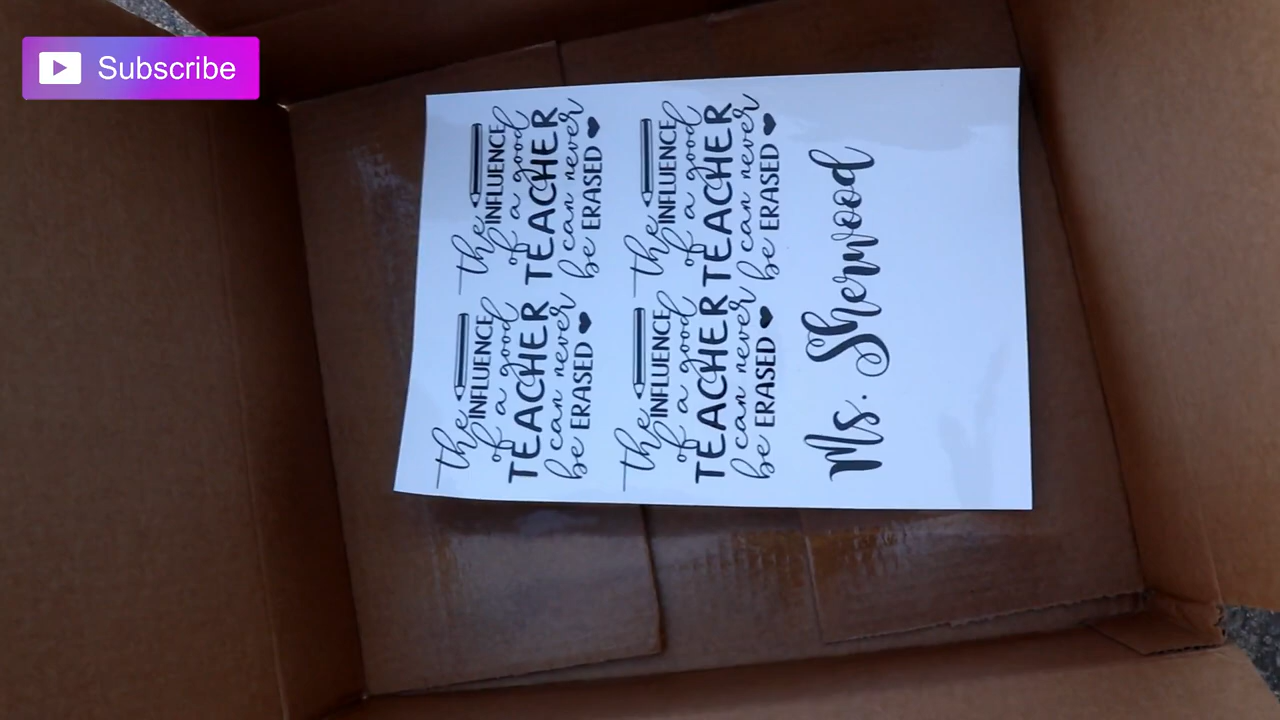 Subscribe
the
INFLUENCE
of a good
TEACHER
can never
be ERASED
the
INFLUENCE
of a good
TEACHER
can never
be ERASED
the
INFLUENCE
of a good
TEACHER
can never
be ERASED
the
INFLUENCE
of a good
TEACHER
can never
be ERASED
Ms. Sherwood